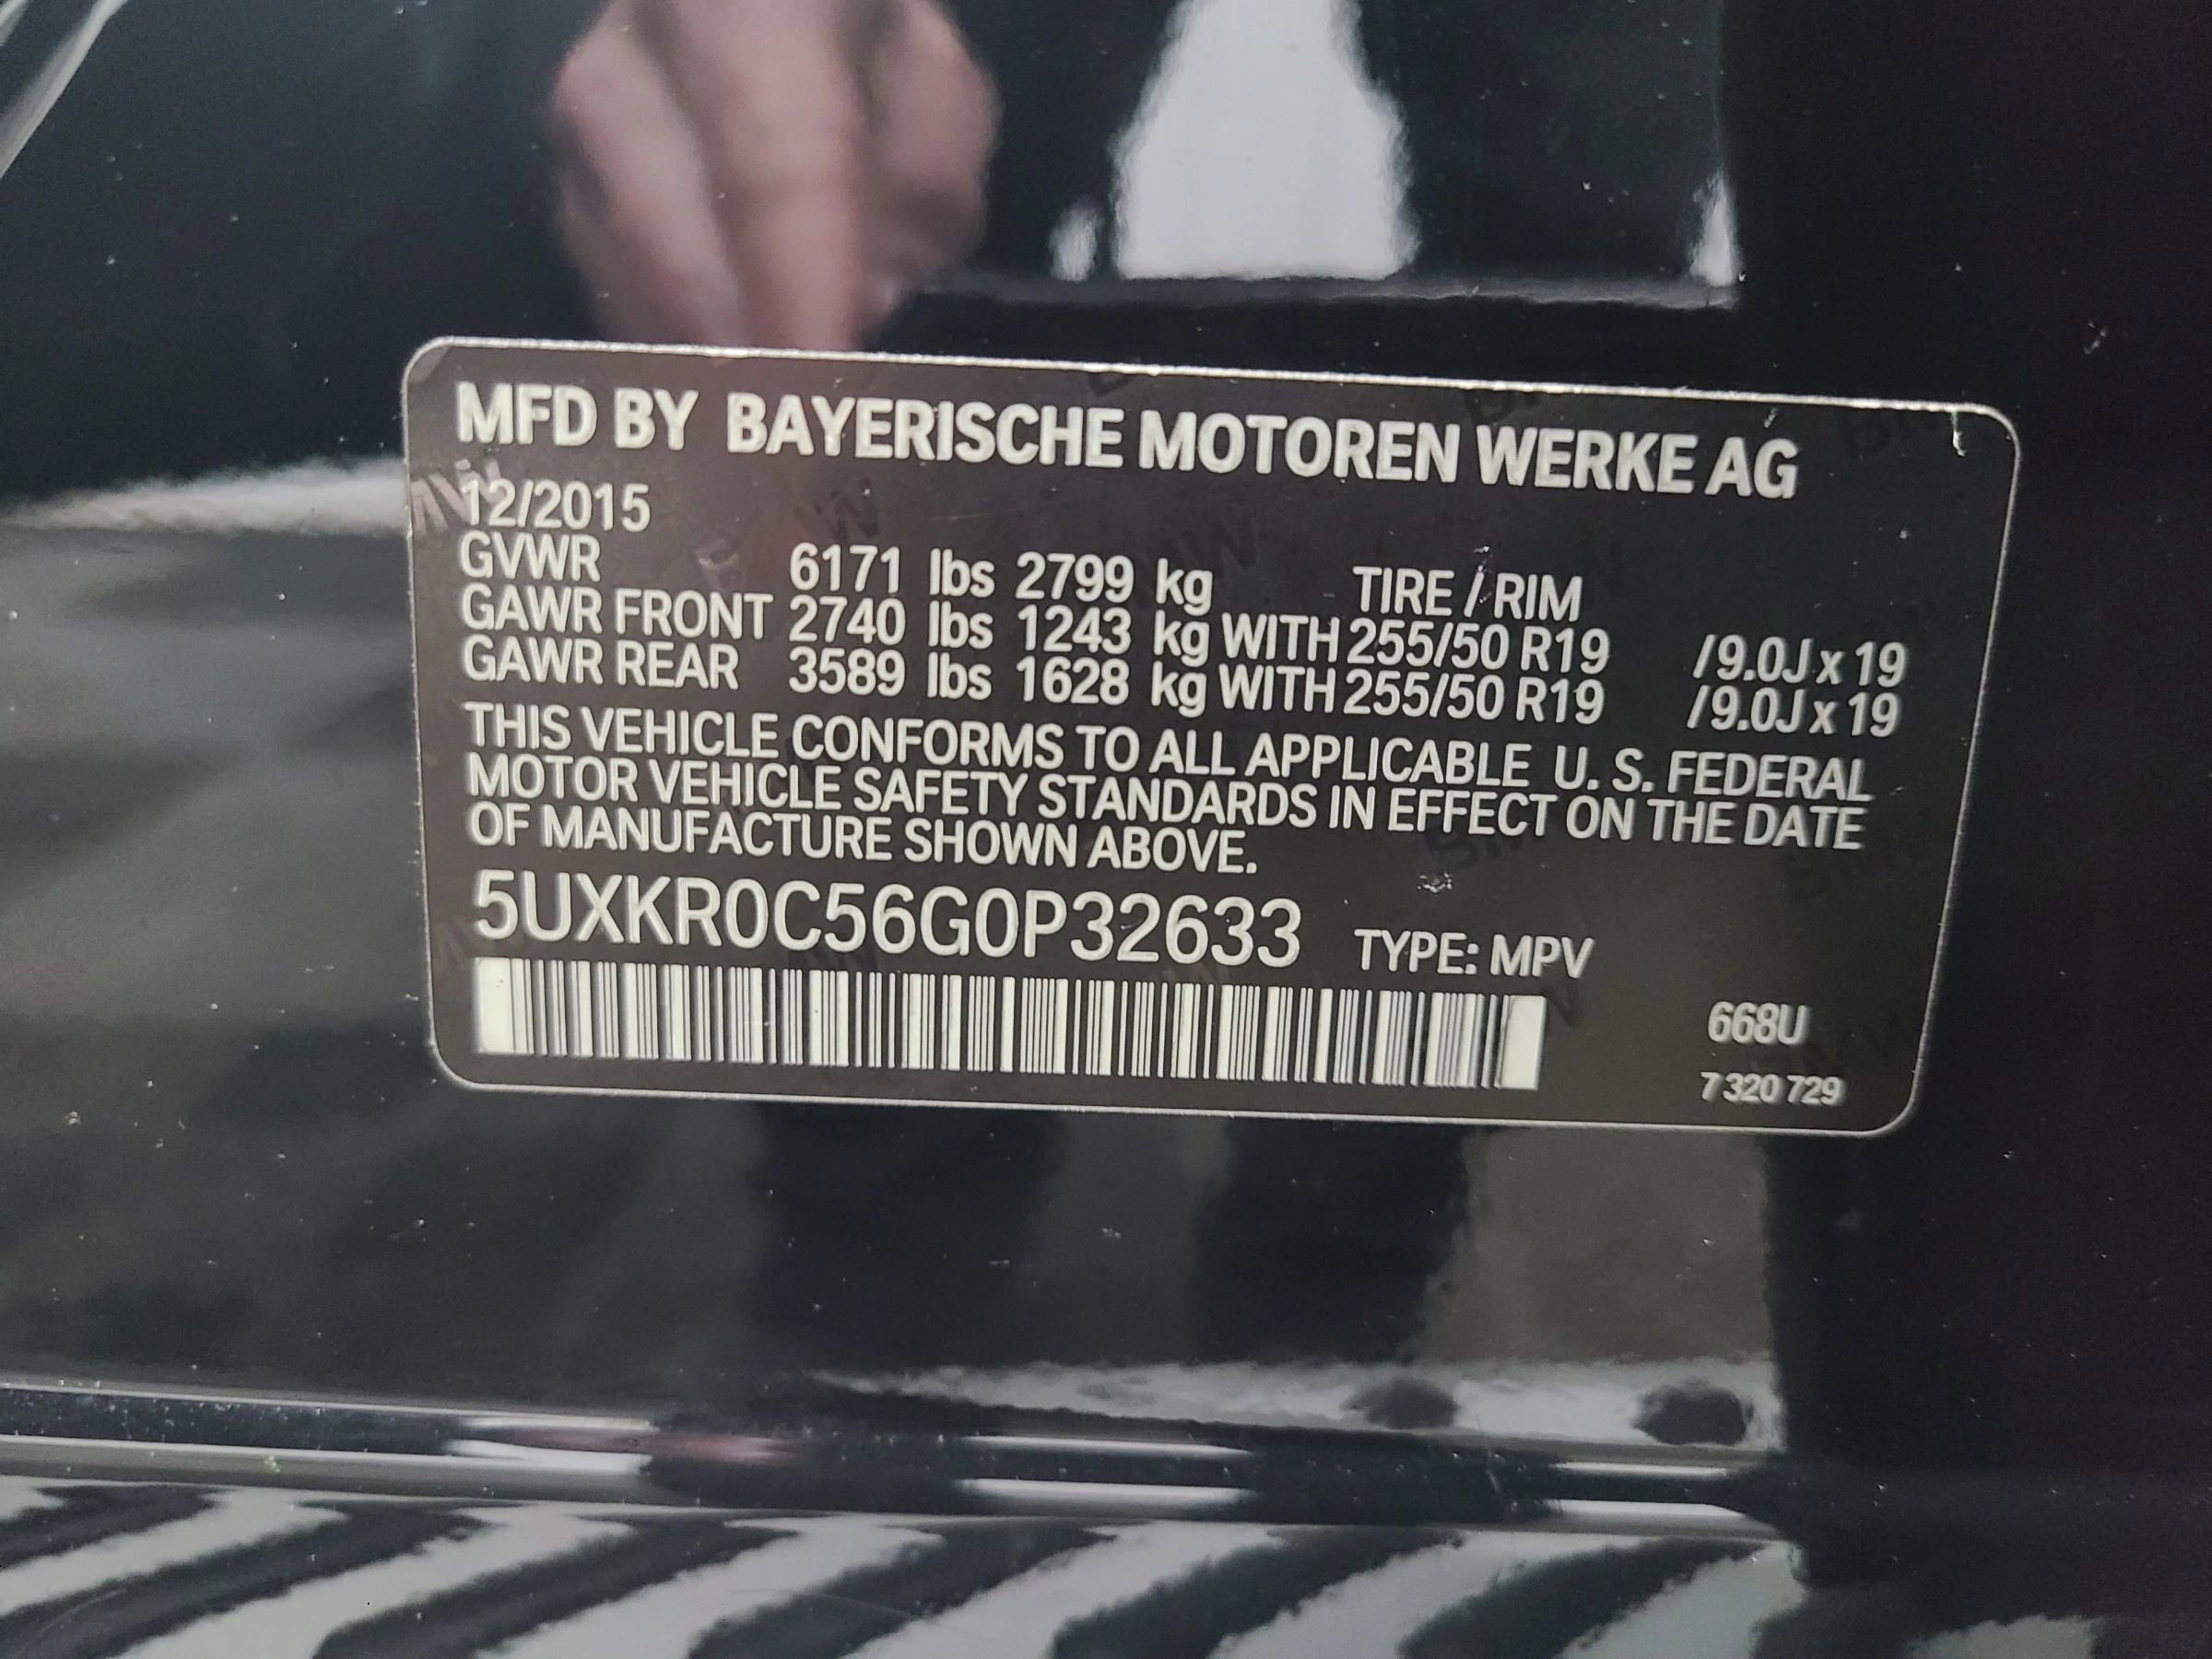 MFD BY BAYERISCHE MOTOREN WERKE AG
12/2015
GVWR 6171 lbs 2799 kg TIRE / RIM
GAWR FRONT 2740 lbs 1243 kg WITH 255/50 R19 /9.0J x 19
GAWR REAR 3589 lbs 1628 kg WITH 255/50 R19 /9.0J x 19
THIS VEHICLE CONFORMS TO ALL APPLICABLE U. S. FEDERAL
MOTOR VEHICLE SAFETY STANDARDS IN EFFECT ON THE DATE
OF MANUFACTURE SHOWN ABOVE.
5UXKR0C56G0P32633 TYPE: MPV
668U
7 320 729